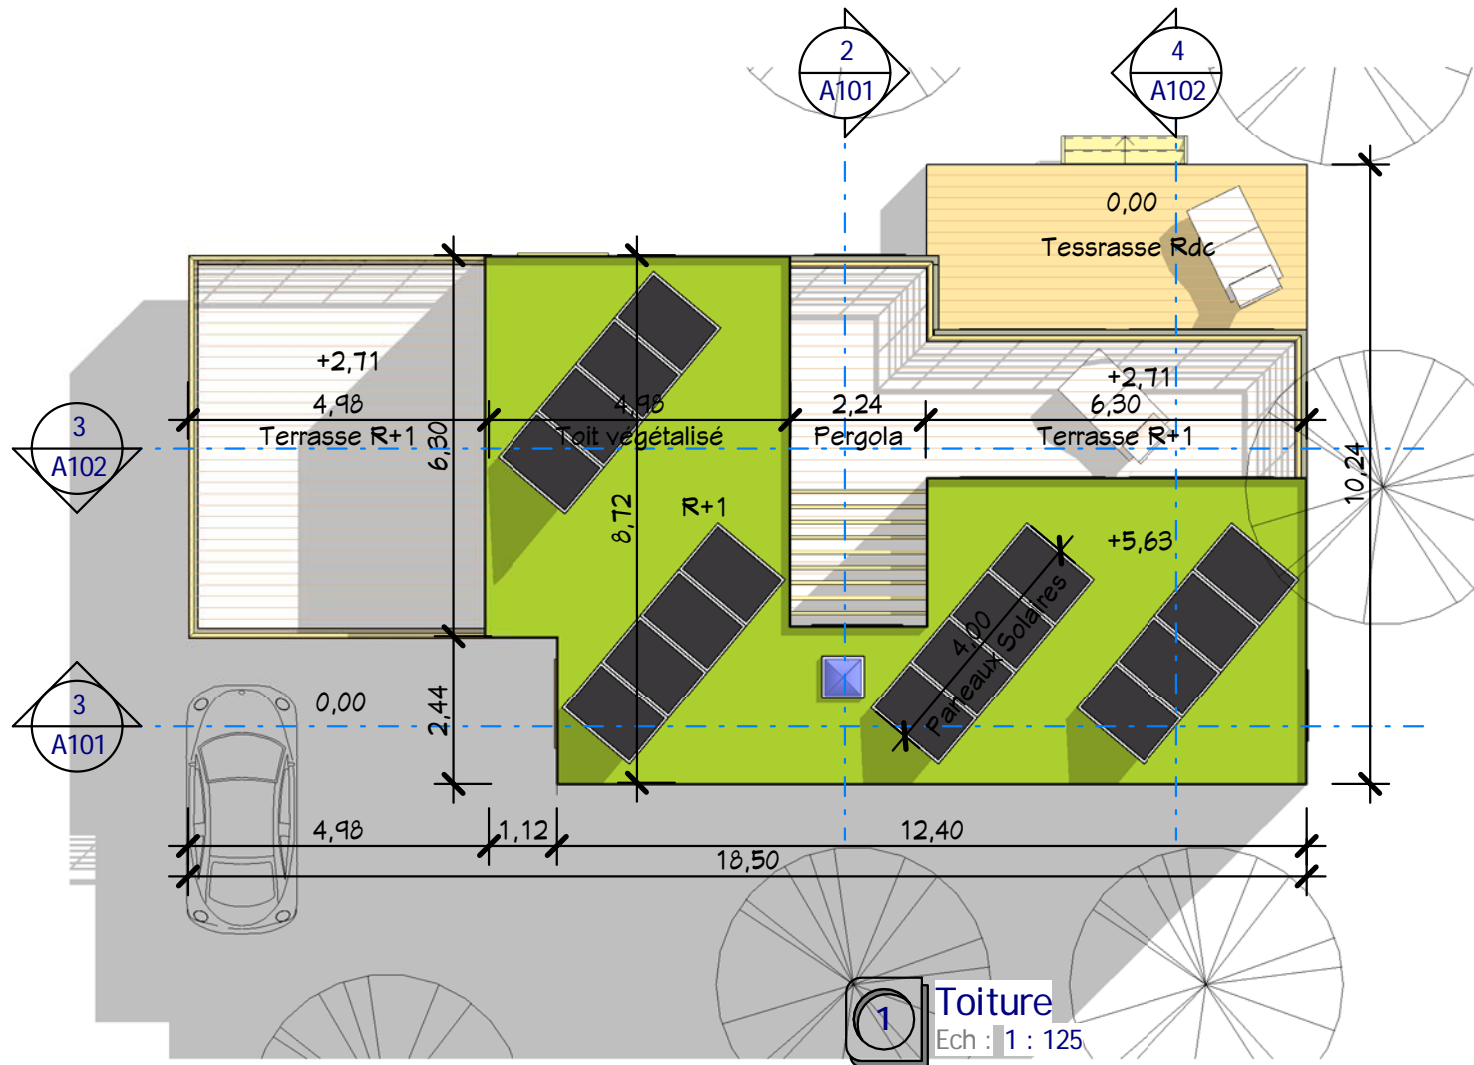 2
A101
4
A102
0,00
Tessrasse Rdc
+2,71
+2,71
4,98
4,98
2,24
6,30
Terrasse R+1
Toit végétalisé
Pergola
Terrasse R+1
3
A102
6,30
8,72
10,24
R+1
+5,63
4,00
Panneaux Solaires
3
A101
0,00
2,44
4,98
1,12
12,40
18,50
1
Toiture
Ech : 1 : 125